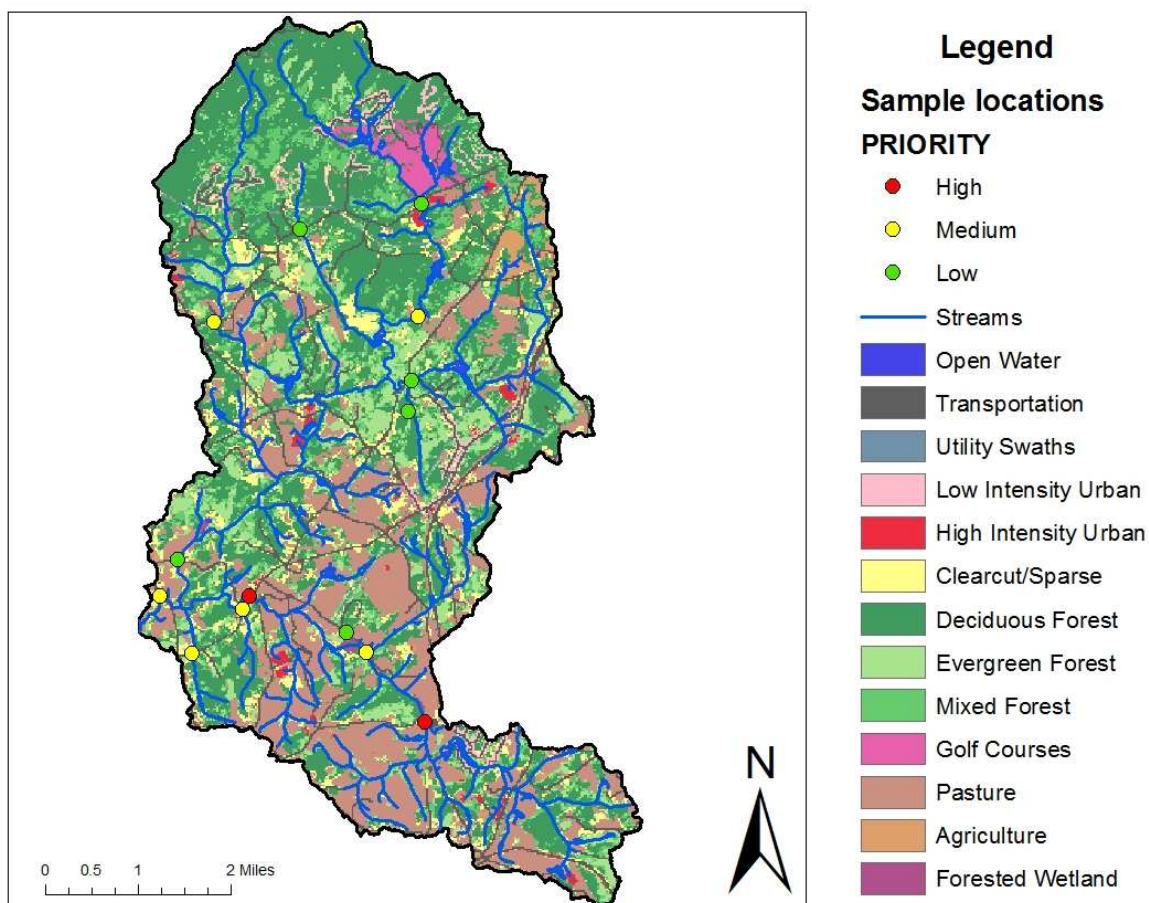 Legend
Sample locations
PRIORITY
High
Medium
Low
Streams
Open Water
Transportation
Utility Swaths
Low Intensity Urban
High Intensity Urban
Clearcut/Sparse
Deciduous Forest
Evergreen Forest
Mixed Forest
Golf Courses
Pasture
Agriculture
Forested Wetland
N
0 0.5 1 2 Miles